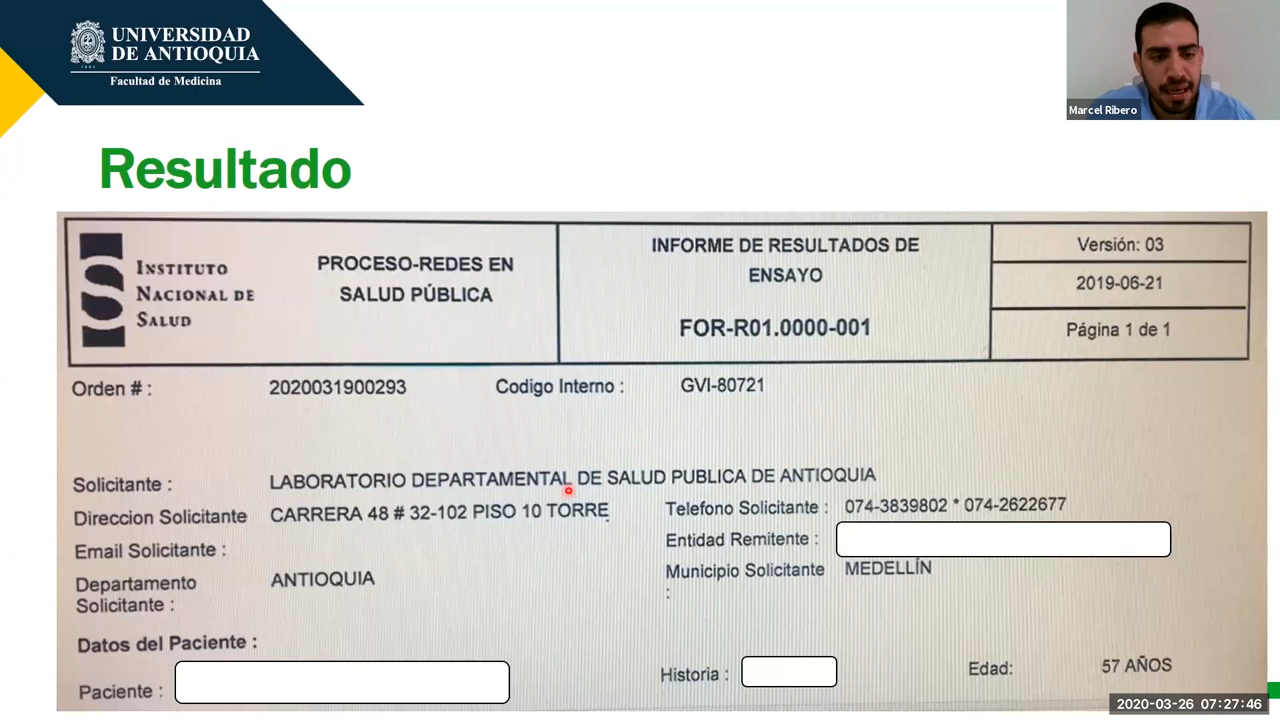 UNIVERSIDAD
DE ANTIOQUIA
1803
Facultad de Medicina
Marcel Ribero
Resultado
INSTITUTO
NACIONAL DE
SALUD
PROCESO-REDES EN
SALUD PÚBLICA
INFORME DE RESULTADOS DE
ENSAYO
FOR-R01.0000-001
Versión: 03
2019-06-21
Página 1 de 1
Orden # : 2020031900293 Codigo Interno : GVI-80721
Solicitante : LABORATORIO DEPARTAMENTAL DE SALUD PUBLICA DE ANTIOQUIA
Direccion Solicitante CARRERA 48 # 32-102 PISO 10 TORRE Telefono Solicitante : 074-3839802 * 074-2622677
Email Solicitante : Entidad Remitente :
Departamento Solicitante : ANTIOQUIA Municipio Solicitante : MEDELLÍN
Datos del Paciente :
Paciente : Historia : Edad: 57 AÑOS
2020-03-26 07:27:46